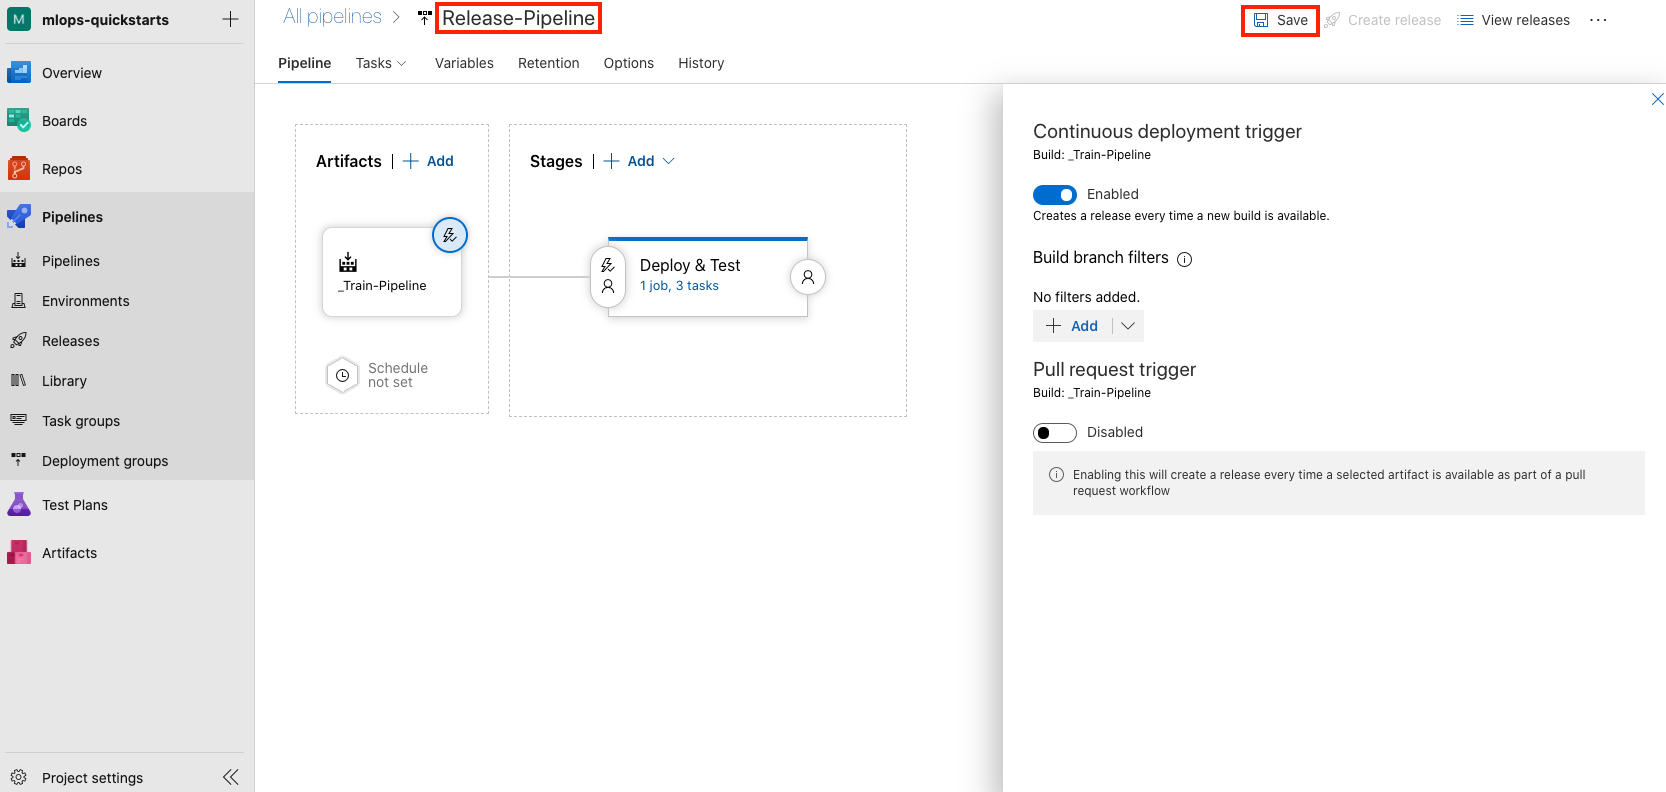 M mlops-quickstarts
Overview
Boards
Repos
Pipelines
Pipelines
Environments
Releases
Library
Task groups
Deployment groups
Test Plans
Artifacts
Project settings
All pipelines > Release-Pipeline
Save Create release View releases ...
Pipeline Tasks Variables Retention Options History
Artifacts | + Add
_Train-Pipeline
Schedule
not set
Stages | + Add
Deploy & Test
1 job, 3 tasks
Continuous deployment trigger
Build: _Train-Pipeline
Enabled
Creates a release every time a new build is available.
Build branch filters
No filters added.
+ Add
Pull request trigger
Build: _Train-Pipeline
Disabled
Enabling this will create a release every time a selected artifact is available as part of a pull
request workflow